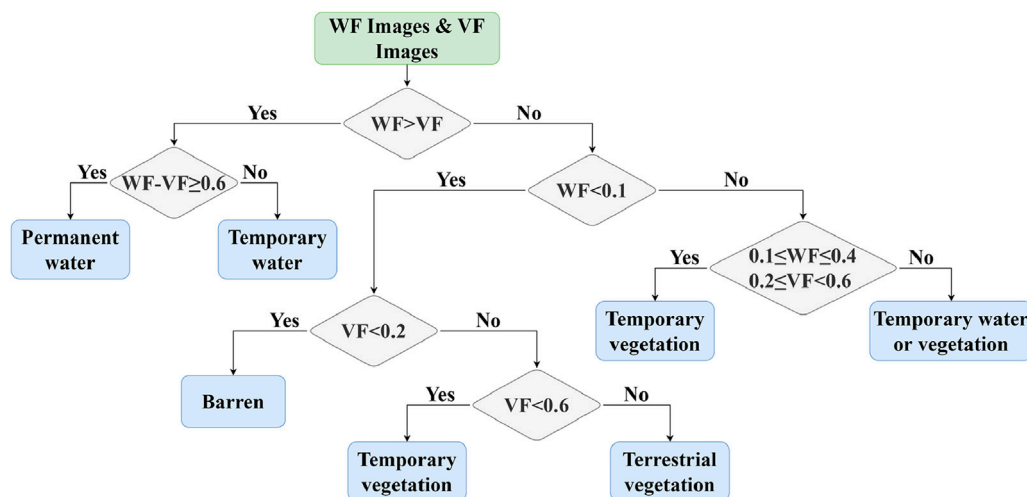 WF Images & VF
Images
Yes
WF>VF
No
Yes
WF-VF≥0.6
No
Yes
WF<0.1
No
Permanent
water
Temporary
water
Yes
0.1≤WF≤0.4
0.2≤VF<0.6
No
Yes
VF<0.2
No
Temporary
vegetation
Temporary water
or vegetation
Barren
Yes
VF<0.6
No
Temporary
vegetation
Terrestrial
vegetation